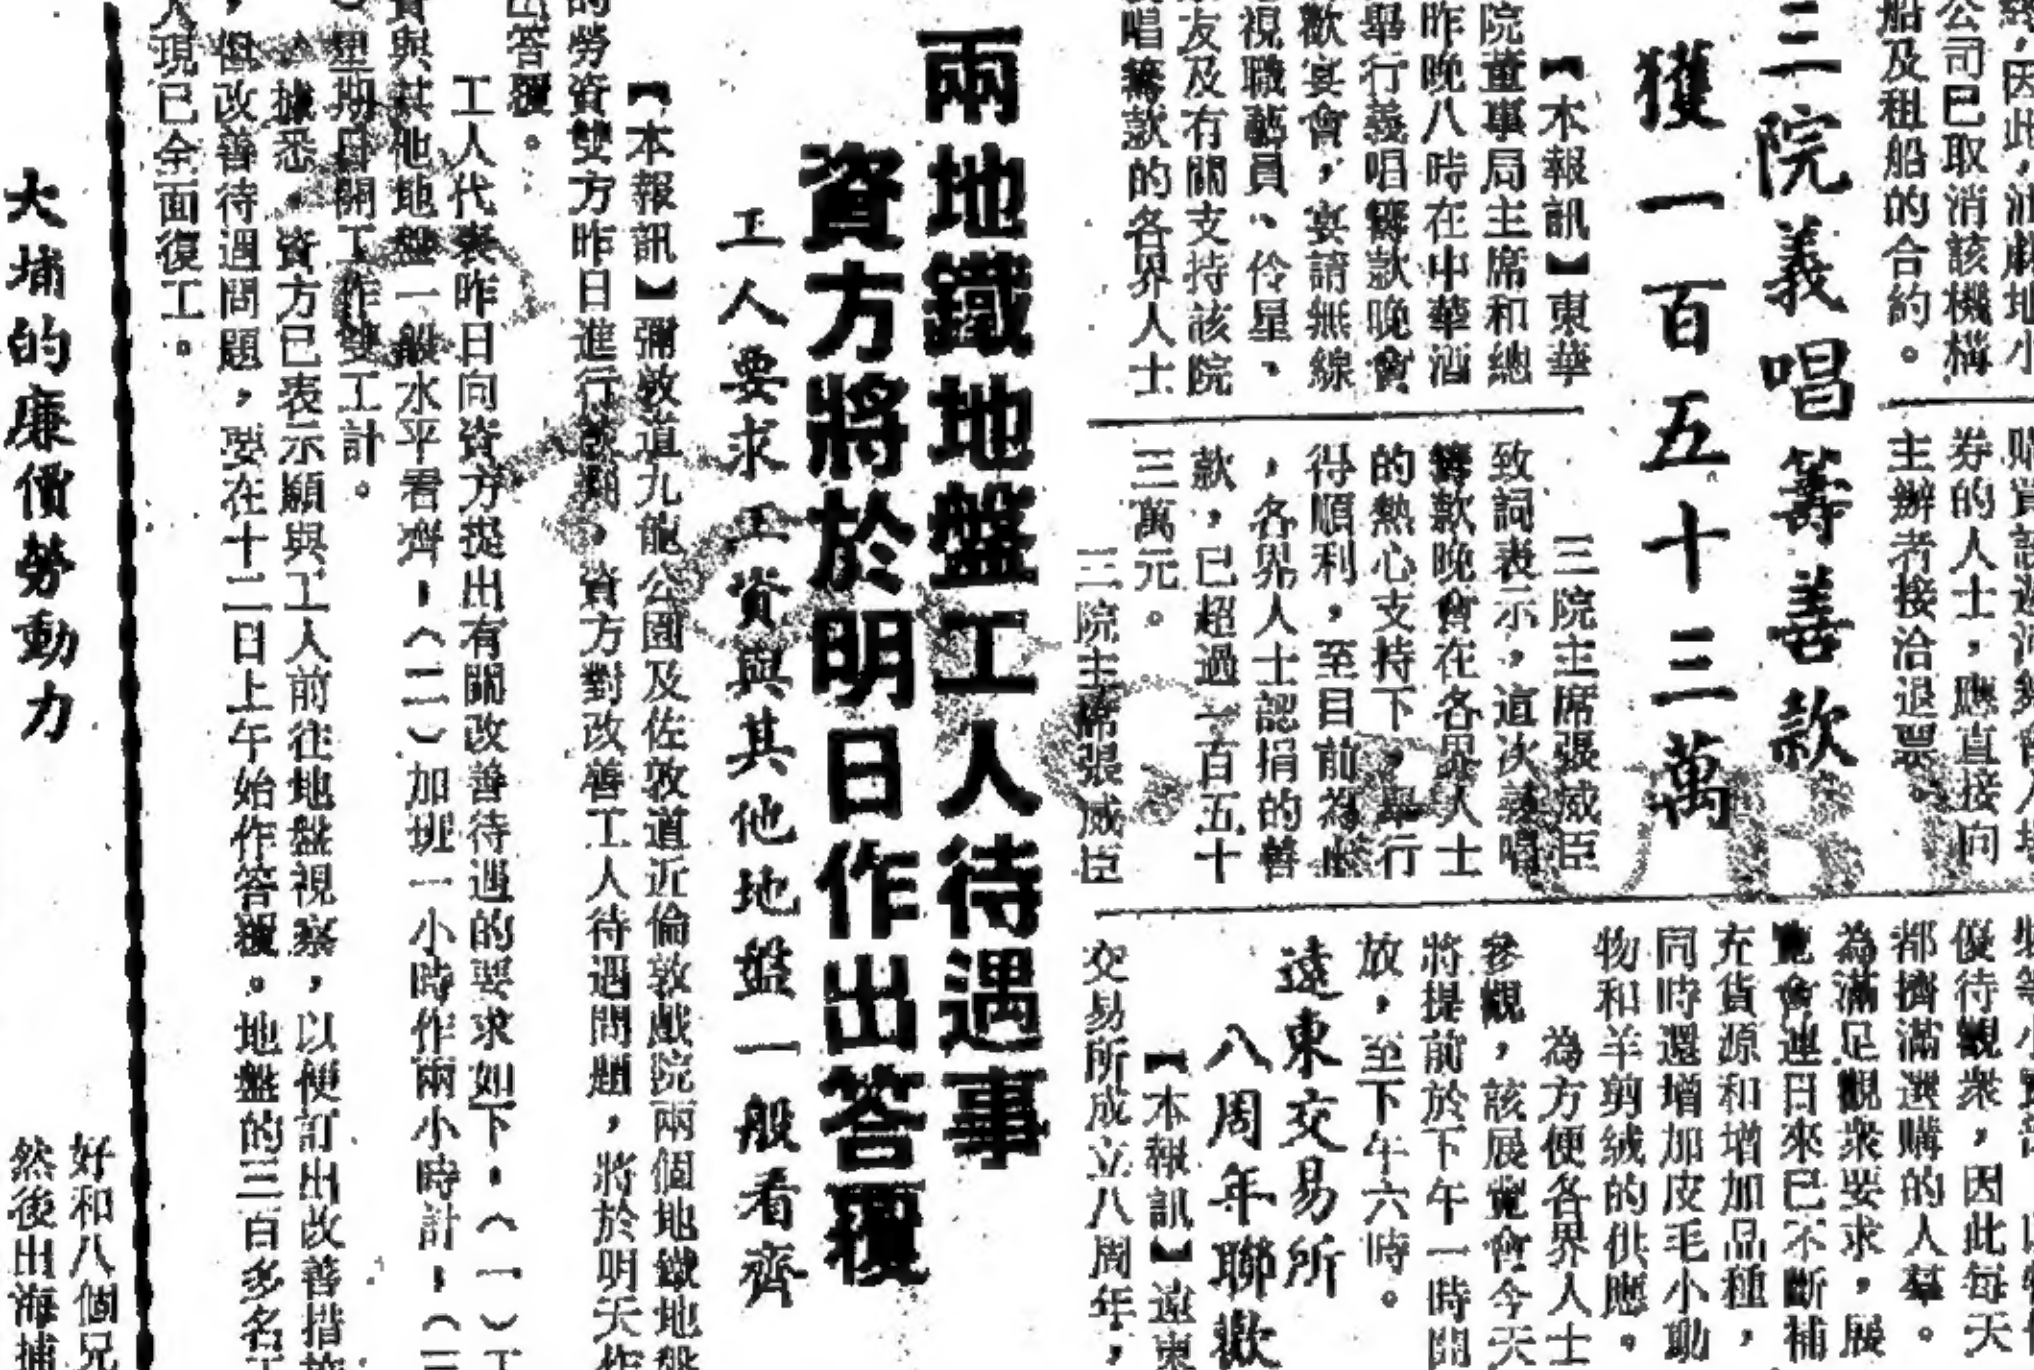 船及租船的合約。
公司已取消該機構
券的人士,應直接向
主辦者接洽退票。
三院義唱籌善款
獲一百五十三萬
【本報訊】東華
院董事局主席和總
昨晚八時在中華酒
舉行義唱籌款晚會
歡宴會,宴請無線
視職藝員、伶星、
友及有關支持該院
唱籌款的各界人士
三院主席張威臣
致詞表示,這次義唱
籌款晚會在各界人士
的熱心支持下,舉行
得順利,至目前為止
,各界人士認捐的善
款,已超過一百五十
三萬元。
三院主席張威臣
優待觀衆,因此每天
都擠滿選購的人羣。
為滿足觀衆要求,展
覽會連日來已不斷補
充貨源和增加品種,
同時還增加皮毛小動
物和羊剪絨的供應。
為方便各界人士
參觀,該展覽會今天
將提前於下午一時開
放,至下午六時。
遠東交易所
八周年聯歡
【本報訊】遠東
交易所成立八周年,
兩地鐵地盤工人待遇事
資方將於明日作出答覆
工人要求工資與其他地盤一般看齊
【本報訊】彌敦道九龍公園及佐敦道近倫敦戲院兩個地鐵地盤
的勞資雙方昨日進行談判,資方對改善工人待遇問題,將於明天作
出答覆。
工人代表昨日向資方提出有關改善待遇的要求如下:(一)工
資與其他地盤一般水平看齊;(二)加班一小時作兩小時計;(三
)星期日開工作雙工計。
據悉,資方已表示願與工人前往地盤視察,以便訂出改善措施
,但改善待遇問題,要在十二日上午始作答覆。地盤的三百多名工
人現已全面復工。
大埔的廉價勞動力
好和八個兄
然後出海捕